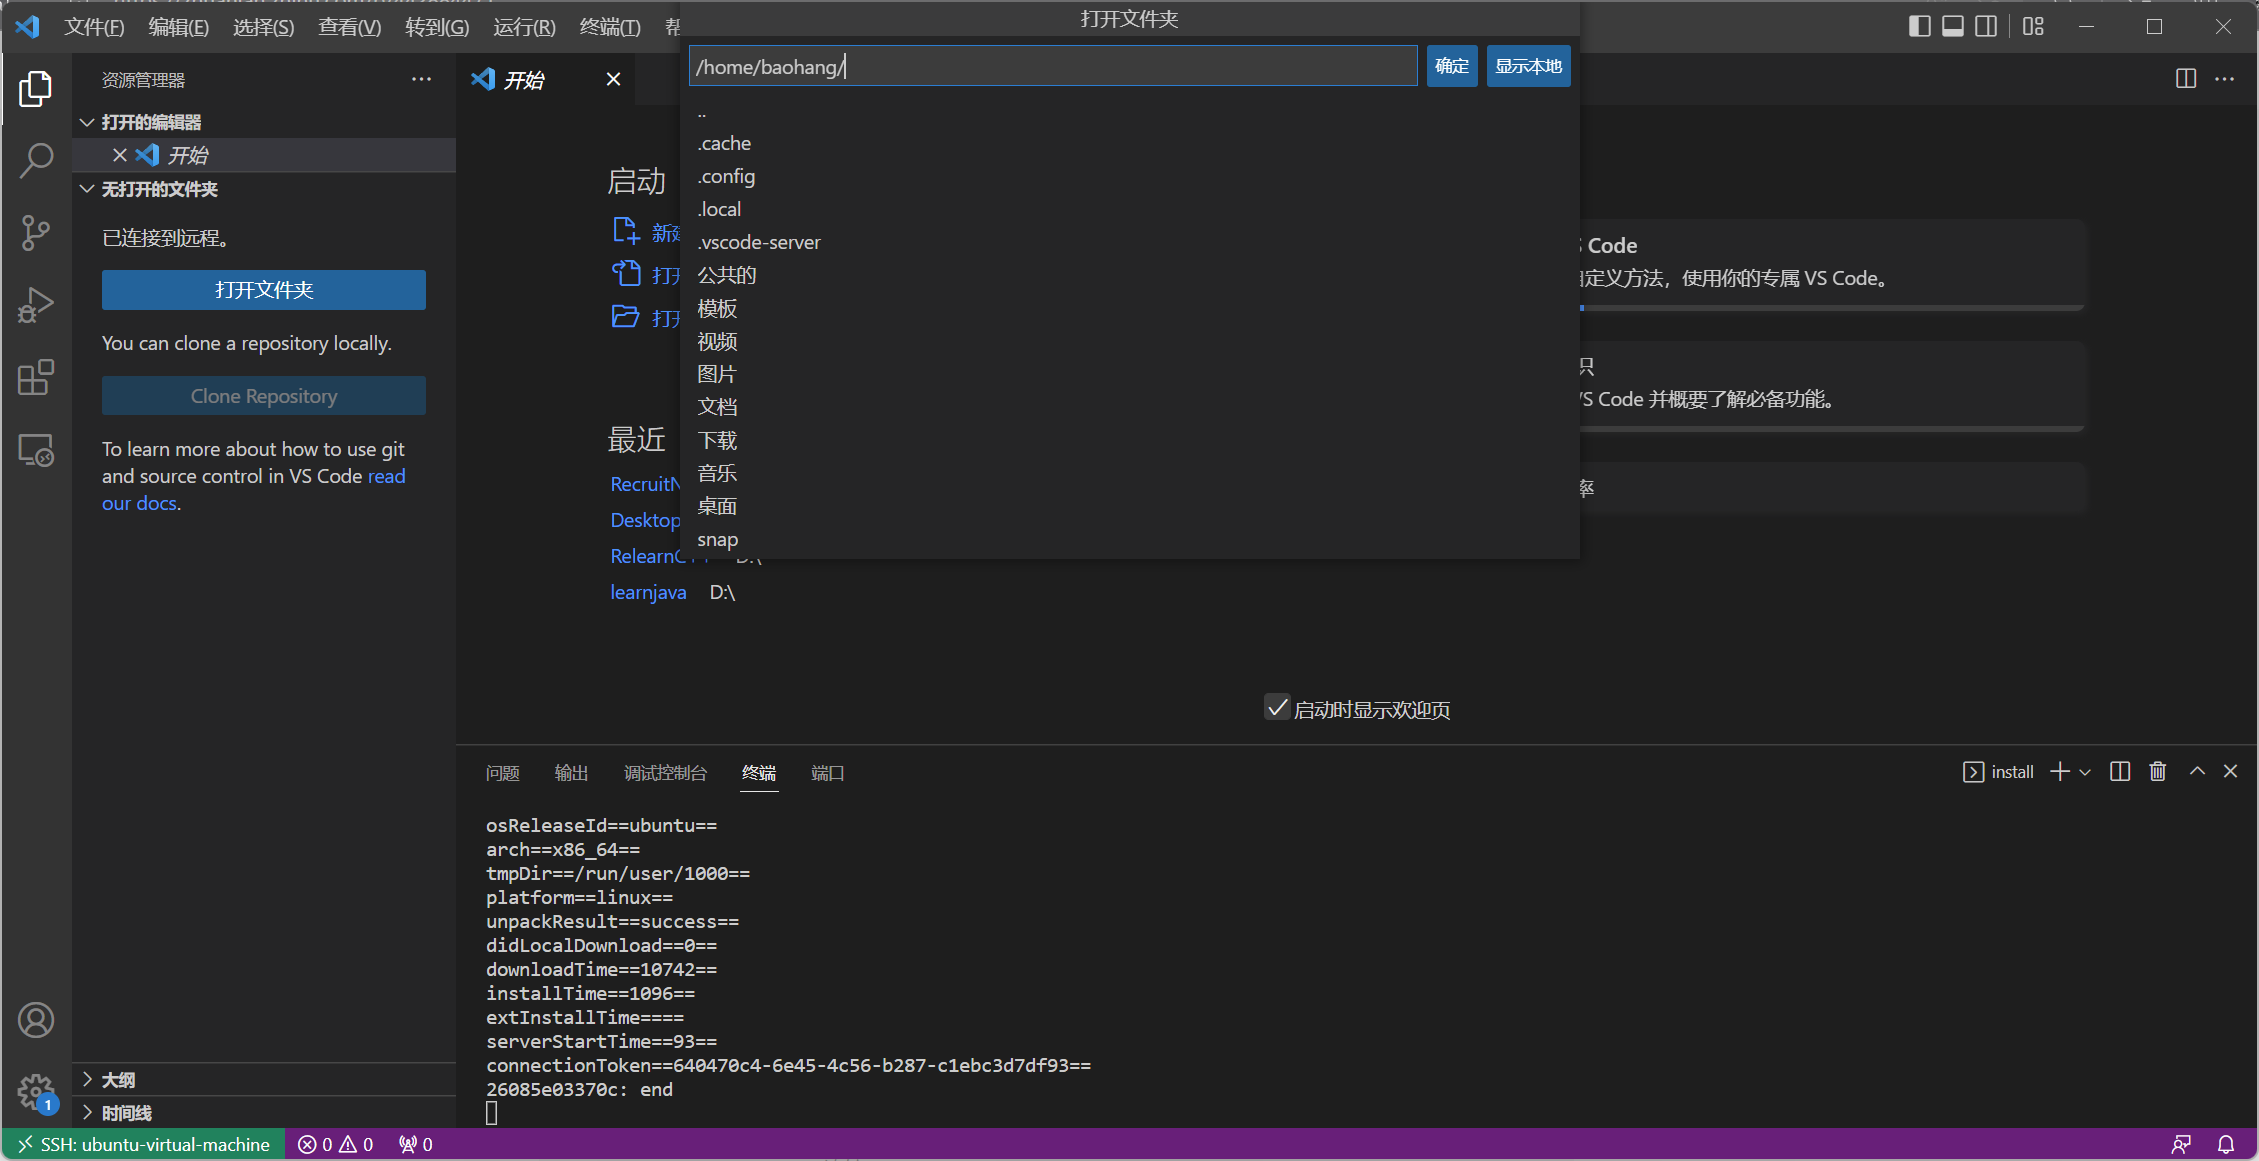 文件(F) 编辑(E) 选择(S) 查看(V) 转到(G) 运行(R) 终端(T) 帮
打开文件夹
/home/baohang/
确定
显示本地
..
.cache
.config
.local
.vscode-server
公共的
模板
视频
图片
文档
下载
音乐
桌面
snap
资源管理器
打开的编辑器
开始
无打开的文件夹
已连接到远程。
打开文件夹
You can clone a repository locally.
Clone Repository
To learn more about how to use git
and source control in VS Code read
our docs.
大纲
时间线
开始
启动
新建
打开
打开
最近
Recruit
Desktop
Relearn
learnjava D:\
Code
自定义方法，使用你的专属 VS Code。
VS Code 并概要了解必备功能。
率
启动时显示欢迎页
问题 输出 调试控制台 终端 端口
install
osReleaseId==ubuntu==
arch==x86_64==
tmpDir==/run/user/1000==
platform==linux==
unpackResult==success==
didLocalDownload==0==
downloadTime==10742==
installTime==1096==
extInstallTime====
serverStartTime==93==
connectionToken==640470c4-6e45-4c56-b287-c1ebc3d7df93==
26085e03370c: end
1
SSH: ubuntu-virtual-machine 0 0 0